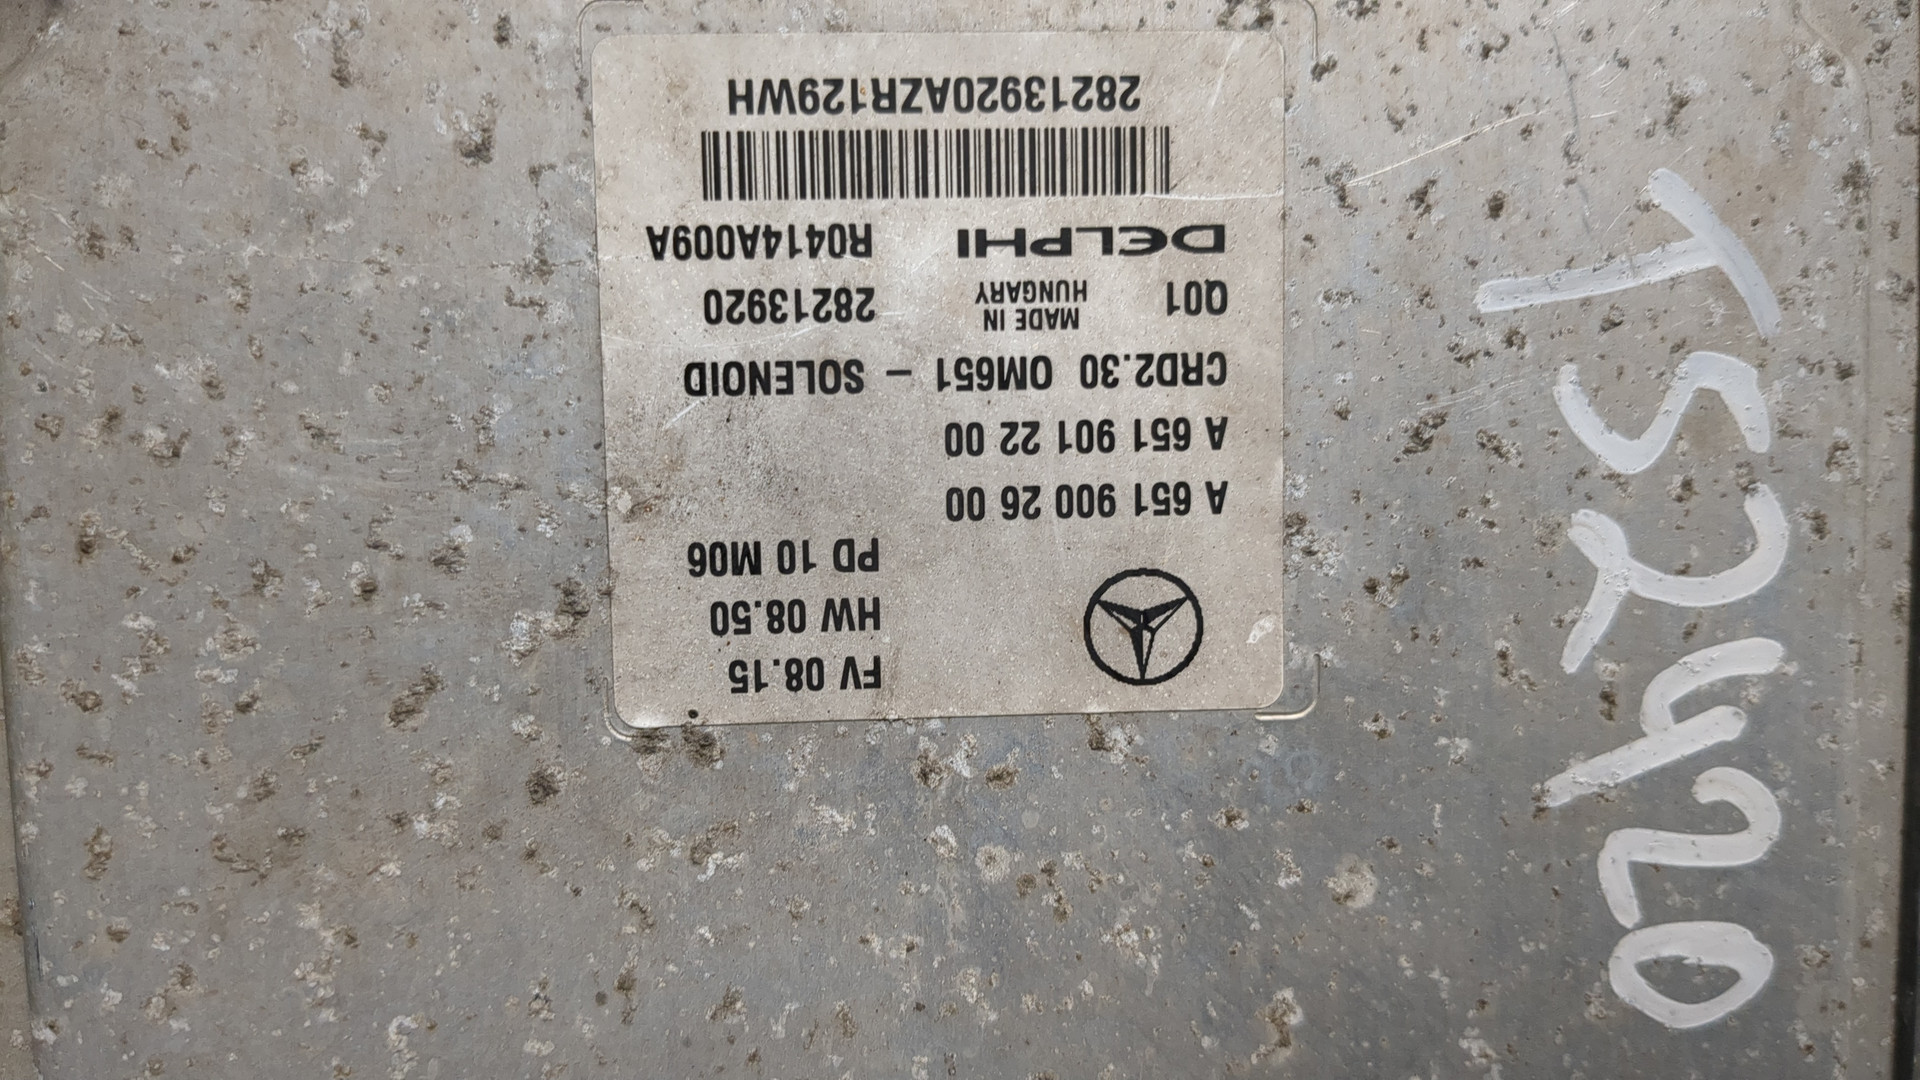 FV 08.15
HW 08.50
PD 10 M06
A 651 900 26 00
A 651 901 22 00
CRD2.30 OM651 – SOLENOID
Q01 MADE IN HUNGARY 28213920
DELPHI R0414A009A
28213920AZR129WH
TS2420